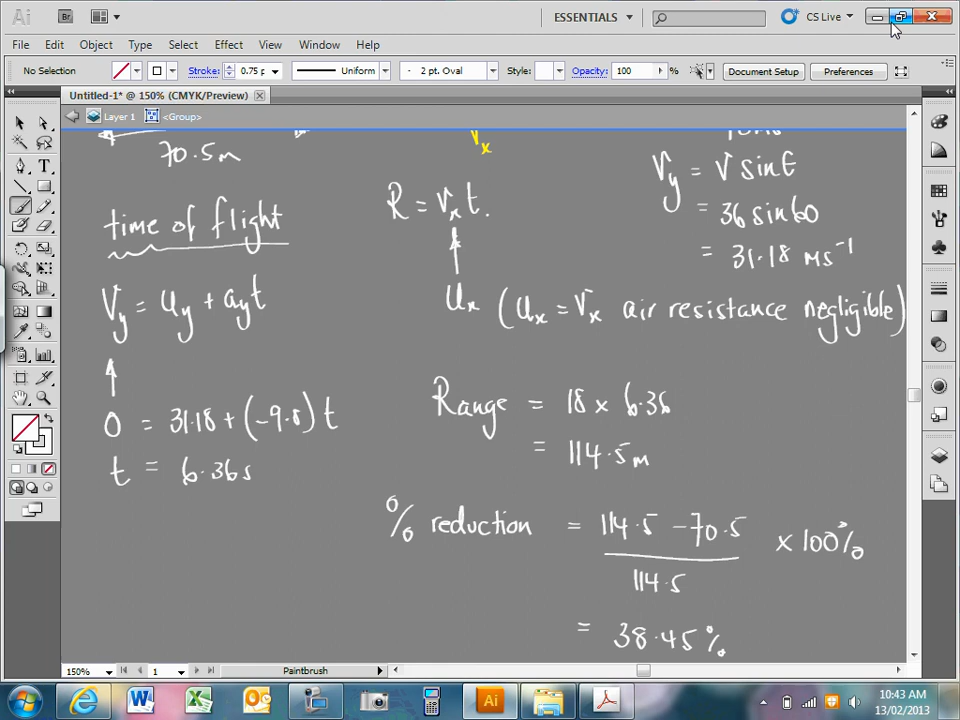 Ai
Br
ESSENTIALS
CS Live
File Edit Object Type Select Effect View Window Help
No Selection
Stroke:
0.75 p
Uniform
2 pt. Oval
Style:
Opacity:
100
%
Document Setup
Preferences
Untitled-1* @ 150% (CMYK/Preview)
Layer 1
<Group>
70.5m
Vx
Vy = V sin
= 36 sin60
= 31.18 ms⁻¹
R = Vx t.
time of flight
Vy = uy + ayt
Ux (Ux = Vx air resistance negligible)
0 = 31.18 + (-9.8) t
t = 6.36s
Range = 18 x 6.36
= 114.5m
% reduction = 114.5 - 70.5 x 100%
114.5
= 38.45%
150%
1
Paintbrush
10:43 AM
13/02/2013